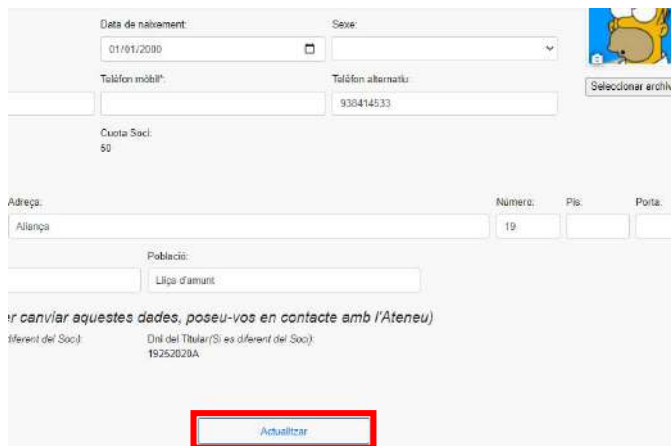 Data de naixement: Sexe:
01/01/2000
Telèfon mòbil*: Telèfon alternatiu:
938414533
Seleccionar archiv
Cuota Soci:
50
Adreça: Número: Pis: Porta:
Aliança 19
Població:
Lliça d'amunt
er canviar aquestes dades, poseu-vos en contacte amb l'Ateneu)
diferent del Soci): Dni del Titular(Si es diferent del Soci):
19252020A
Actualitzar